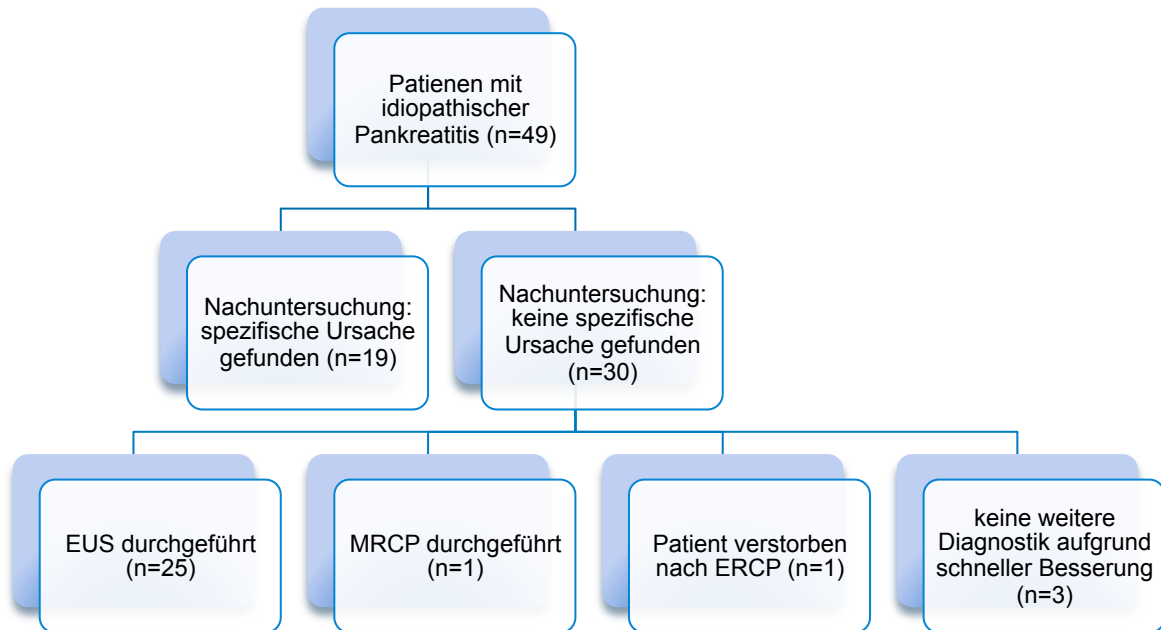 Patienen mit
idiopathischer
Pankreatitis (n=49)
Nachuntersuchung:
spezifische Ursache
gefunden (n=19)
Nachuntersuchung:
keine spezifische
Ursache gefunden
(n=30)
EUS durchgeführt
(n=25)
MRCP durchgeführt
(n=1)
Patient verstorben
nach ERCP (n=1)
keine weitere
Diagnostik aufgrund
schneller Besserung
(n=3)